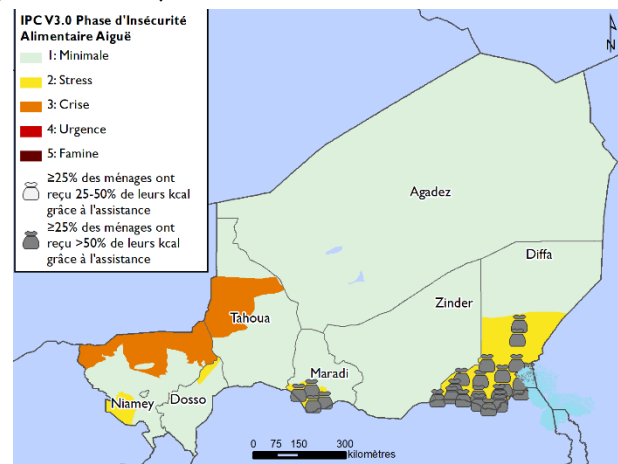 IPC V3.0 Phase d'Insécurité
Alimentaire Aiguë
1: Minimale
2: Stress
3: Crise
4: Urgence
5: Famine
≥25% des ménages ont
reçu 25-50% de leurs kcal
grâce à l'assistance
≥25% des ménages ont
reçu >50% de leurs kcal
grâce à l'assistance
N
Agadez
Diffa
Zinder
Tahoua
Maradi
Niamey
Dosso
0 75 150 300
kilomètres